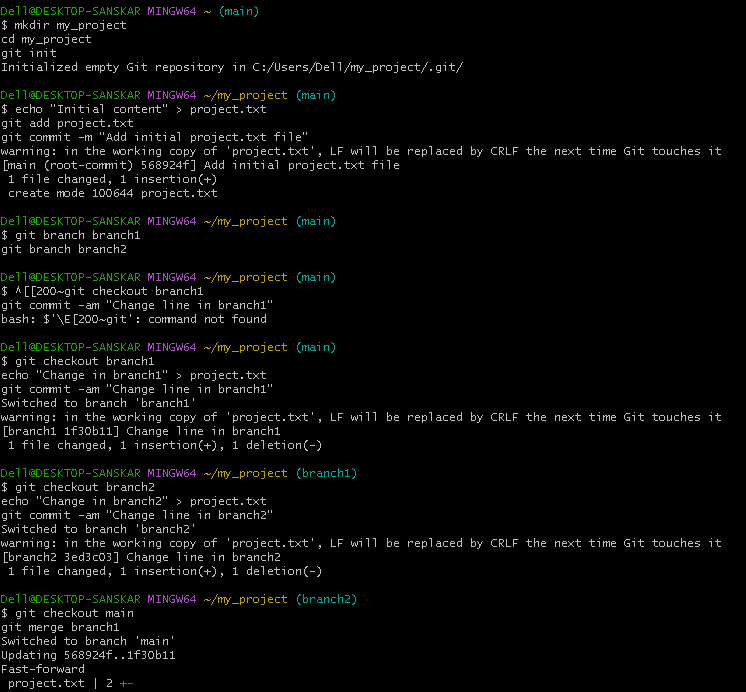 Dell@DESKTOP-SANSKAR MINGW64 ~ (main)
$ mkdir my_project
cd my_project
git init
Initialized empty Git repository in C:/Users/Dell/my_project/.git/
Dell@DESKTOP-SANSKAR MINGW64 ~/my_project (main)
$ echo "Initial content" > project.txt
git add project.txt
git commit -m "Add initial project.txt file"
warning: in the working copy of 'project.txt', LF will be replaced by CRLF the next time Git touches it
[main (root-commit) 568924f] Add initial project.txt file
 1 file changed, 1 insertion(+)
 create mode 100644 project.txt
Dell@DESKTOP-SANSKAR MINGW64 ~/my_project (main)
$ git branch branch1
git branch branch2
Dell@DESKTOP-SANSKAR MINGW64 ~/my_project (main)
$ ^[[200~git checkout branch1
git commit -am "Change line in branch1"
bash: $'\E[200~git': command not found
Dell@DESKTOP-SANSKAR MINGW64 ~/my_project (main)
$ git checkout branch1
echo "Change in branch1" > project.txt
git commit -am "Change line in branch1"
Switched to branch 'branch1'
warning: in the working copy of 'project.txt', LF will be replaced by CRLF the next time Git touches it
[branch1 1f30b11] Change line in branch1
 1 file changed, 1 insertion(+), 1 deletion(-)
Dell@DESKTOP-SANSKAR MINGW64 ~/my_project (branch1)
$ git checkout branch2
echo "Change in branch2" > project.txt
git commit -am "Change line in branch2"
Switched to branch 'branch2'
warning: in the working copy of 'project.txt', LF will be replaced by CRLF the next time Git touches it
[branch2 3ed3c03] Change line in branch2
 1 file changed, 1 insertion(+), 1 deletion(-)
Dell@DESKTOP-SANSKAR MINGW64 ~/my_project (branch2)
$ git checkout main
git merge branch1
Switched to branch 'main'
Updating 568924f..1f30b11
Fast-forward
 project.txt | 2 +-